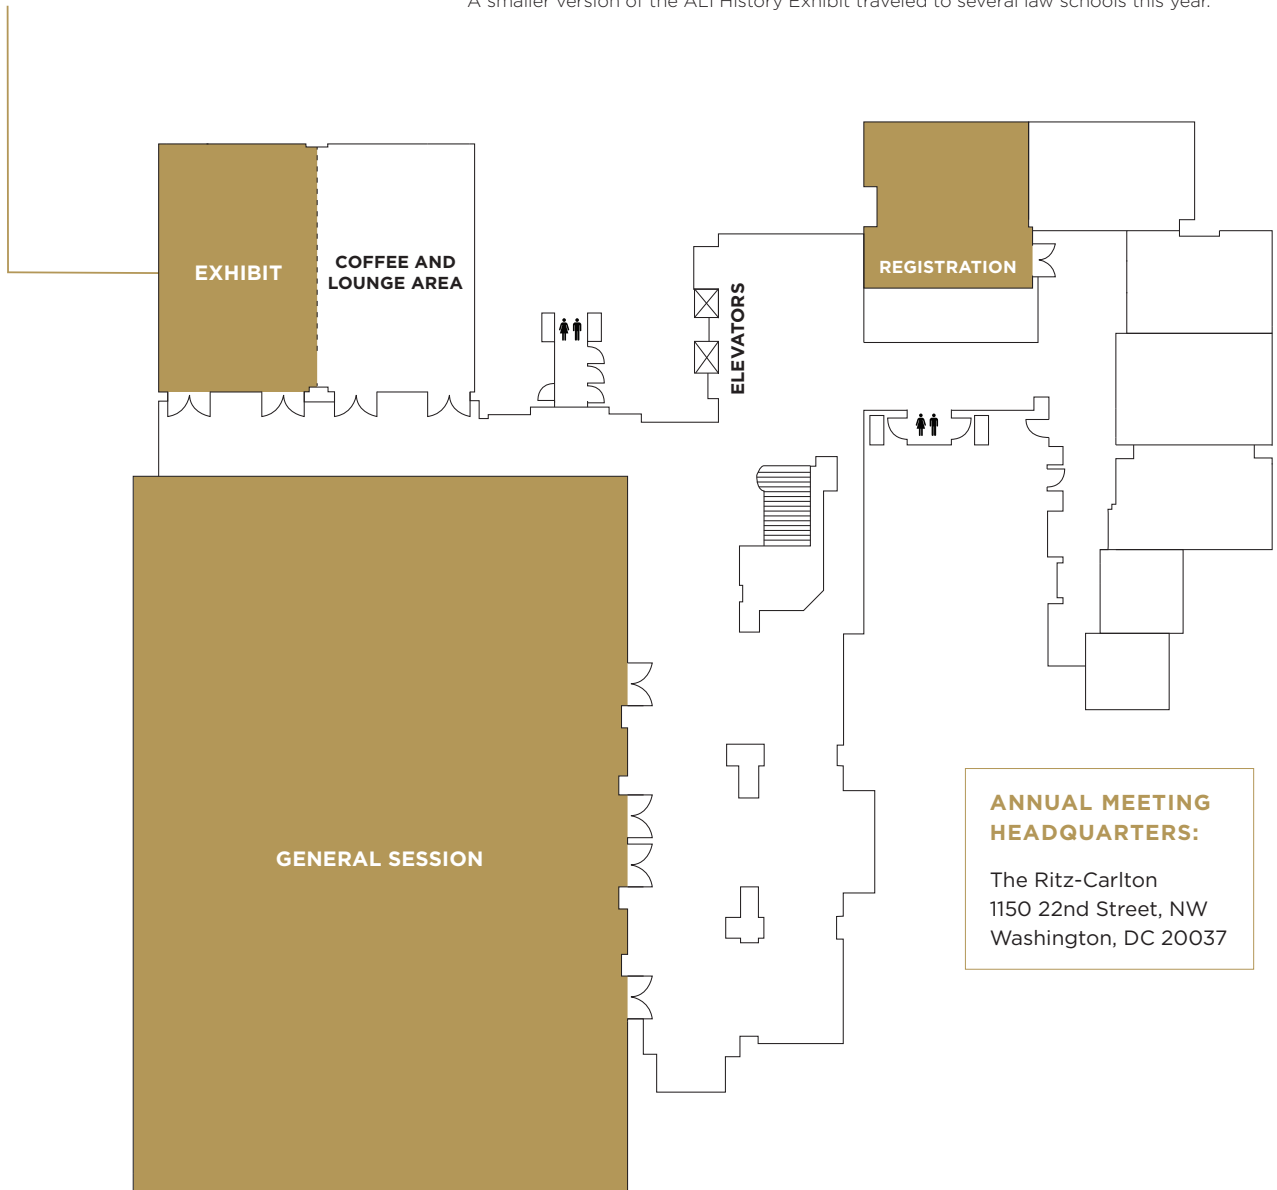 A smaller version of the ALI History Exhibit traveled to several law schools this year.
EXHIBIT
COFFEE AND
LOUNGE AREA
ELEVATORS
REGISTRATION
GENERAL SESSION
ANNUAL MEETING
HEADQUARTERS:
The Ritz-Carlton
1150 22nd Street, NW
Washington, DC 20037